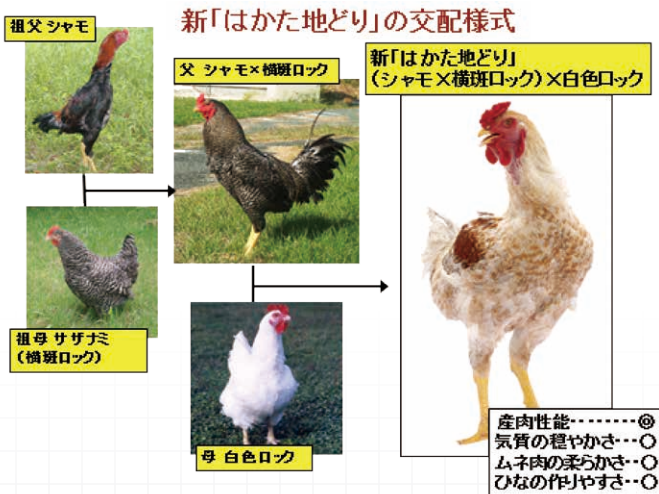 新「はかた地どり」の交配様式
祖父 シャモ
父 シャモ×横斑ロック
新「はかた地どり」
(シャモ×横斑ロック)×白色ロック
祖母 サザナミ
(横斑ロック)
母 白色ロック
産肉性能‥‥‥‥◎
気質の穏やかさ‥○
ムネ肉の柔らかさ‥○
ひなの作りやすさ‥○